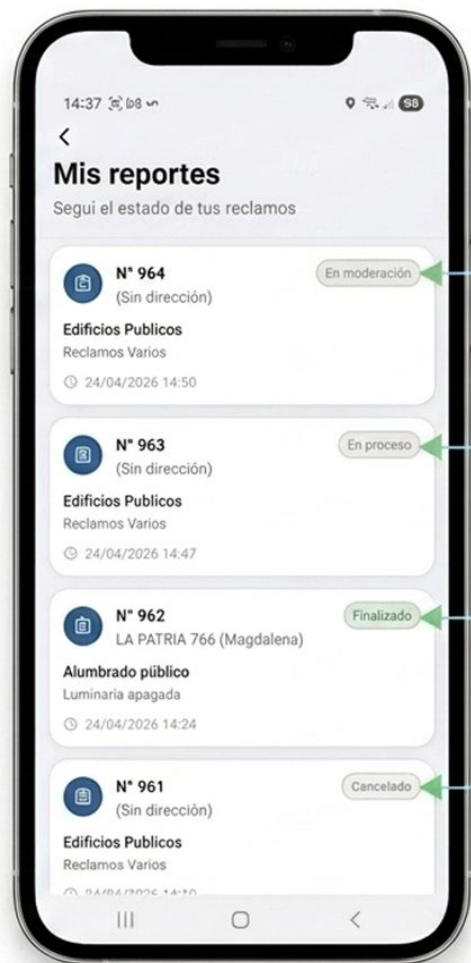 14:37
58
Mis reportes
Segui el estado de tus reclamos
N° 964
En moderación
(Sin dirección)
Edificios Publicos
Reclamos Varios
24/04/2026 14:50
N° 963
En proceso
(Sin dirección)
Edificios Publicos
Reclamos Varios
24/04/2026 14:47
N° 962
Finalizado
LA PATRIA 766 (Magdalena)
Alumbrado público
Luminaria apagada
24/04/2026 14:24
N° 961
Cancelado
(Sin dirección)
Edificios Publicos
Reclamos Varios